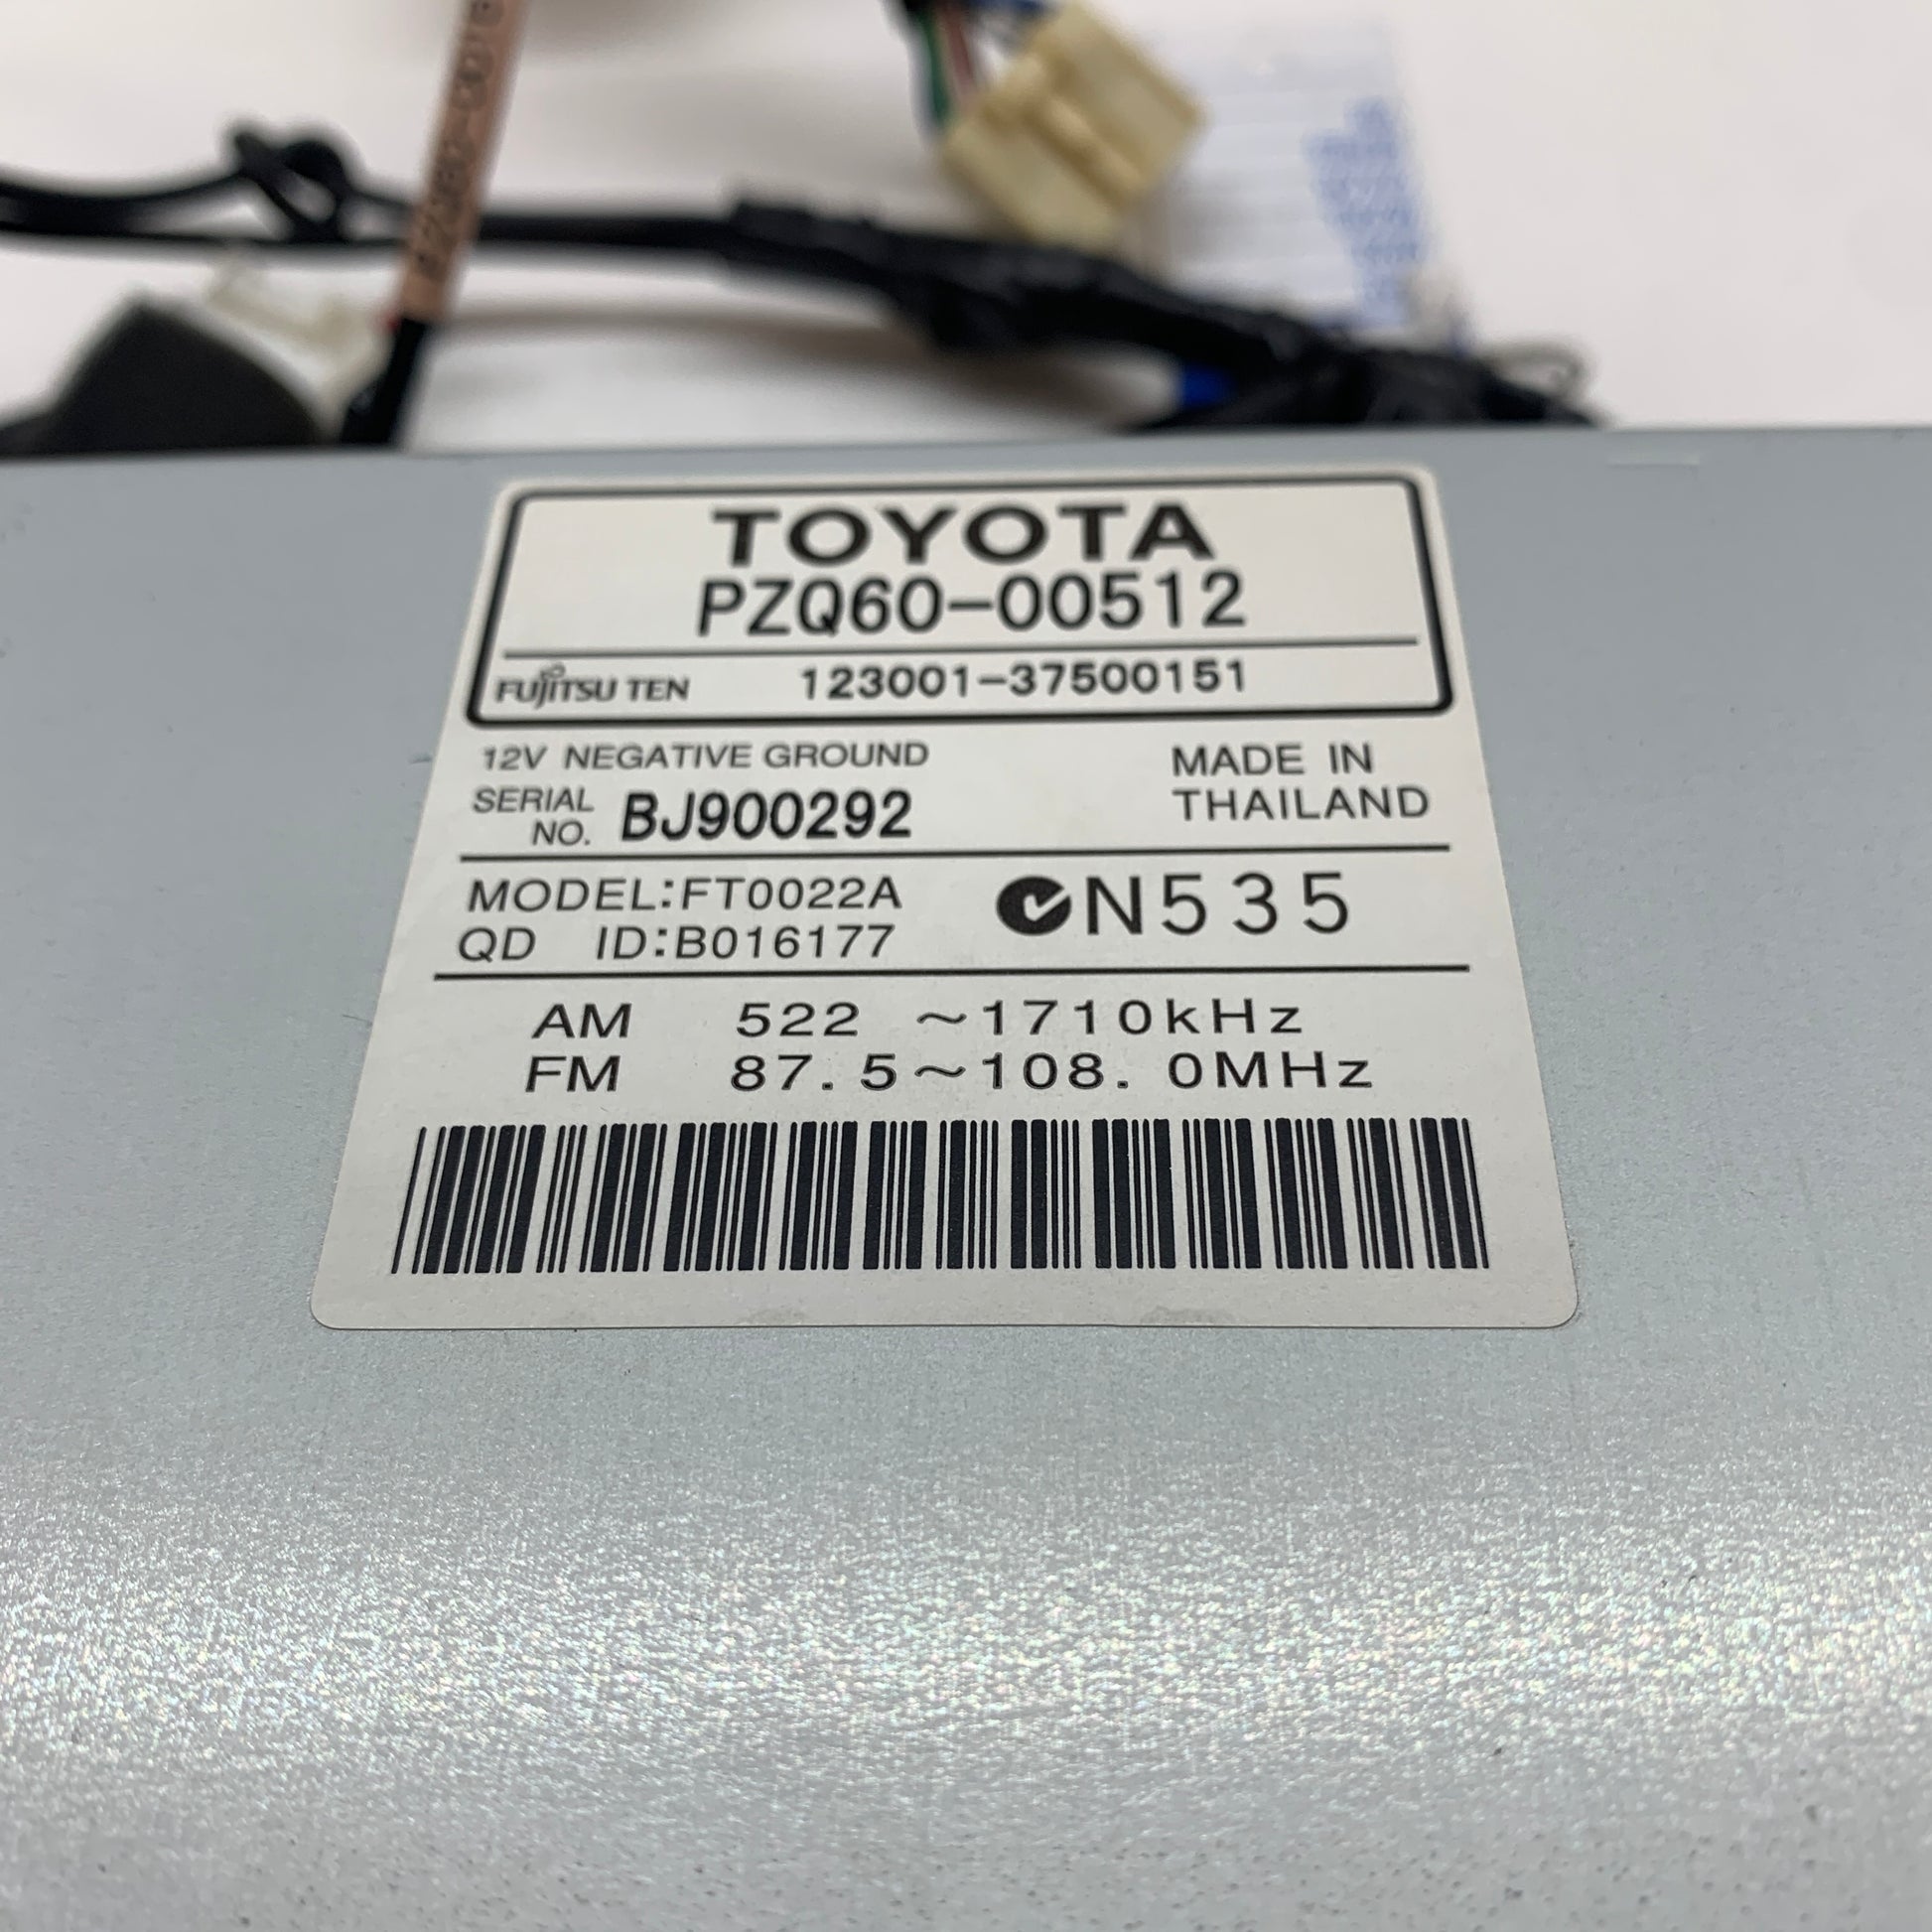 TOYOTA
PZQ60-00512
FUJITSU TEN 123001-37500151
12V NEGATIVE GROUND
MADE IN
THAILAND
SERIAL
NO. BJ900292
MODEL:FT0022A
QD ID:B016177
N535
AM 522 ~1710kHz
FM 87.5~108.0MHz